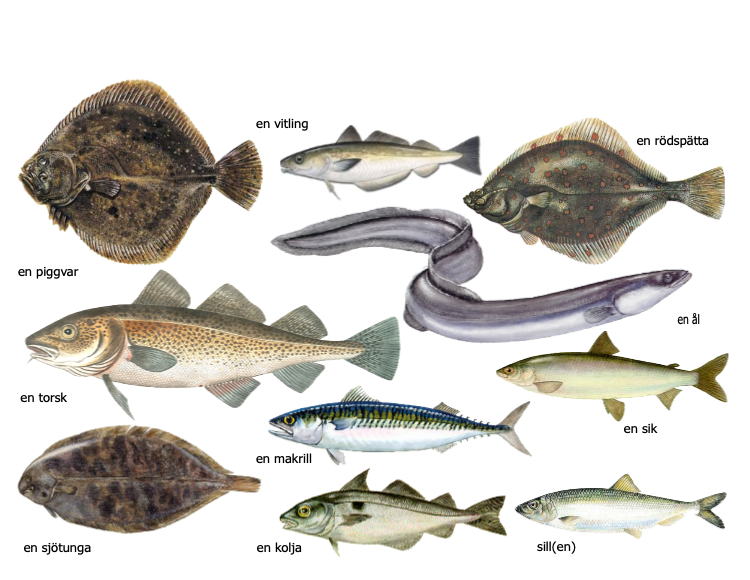 en vitling
en rödspätta
en piggvar
en ål
en torsk
en sik
en makrill
en sjötunga
en kolja
sill(en)